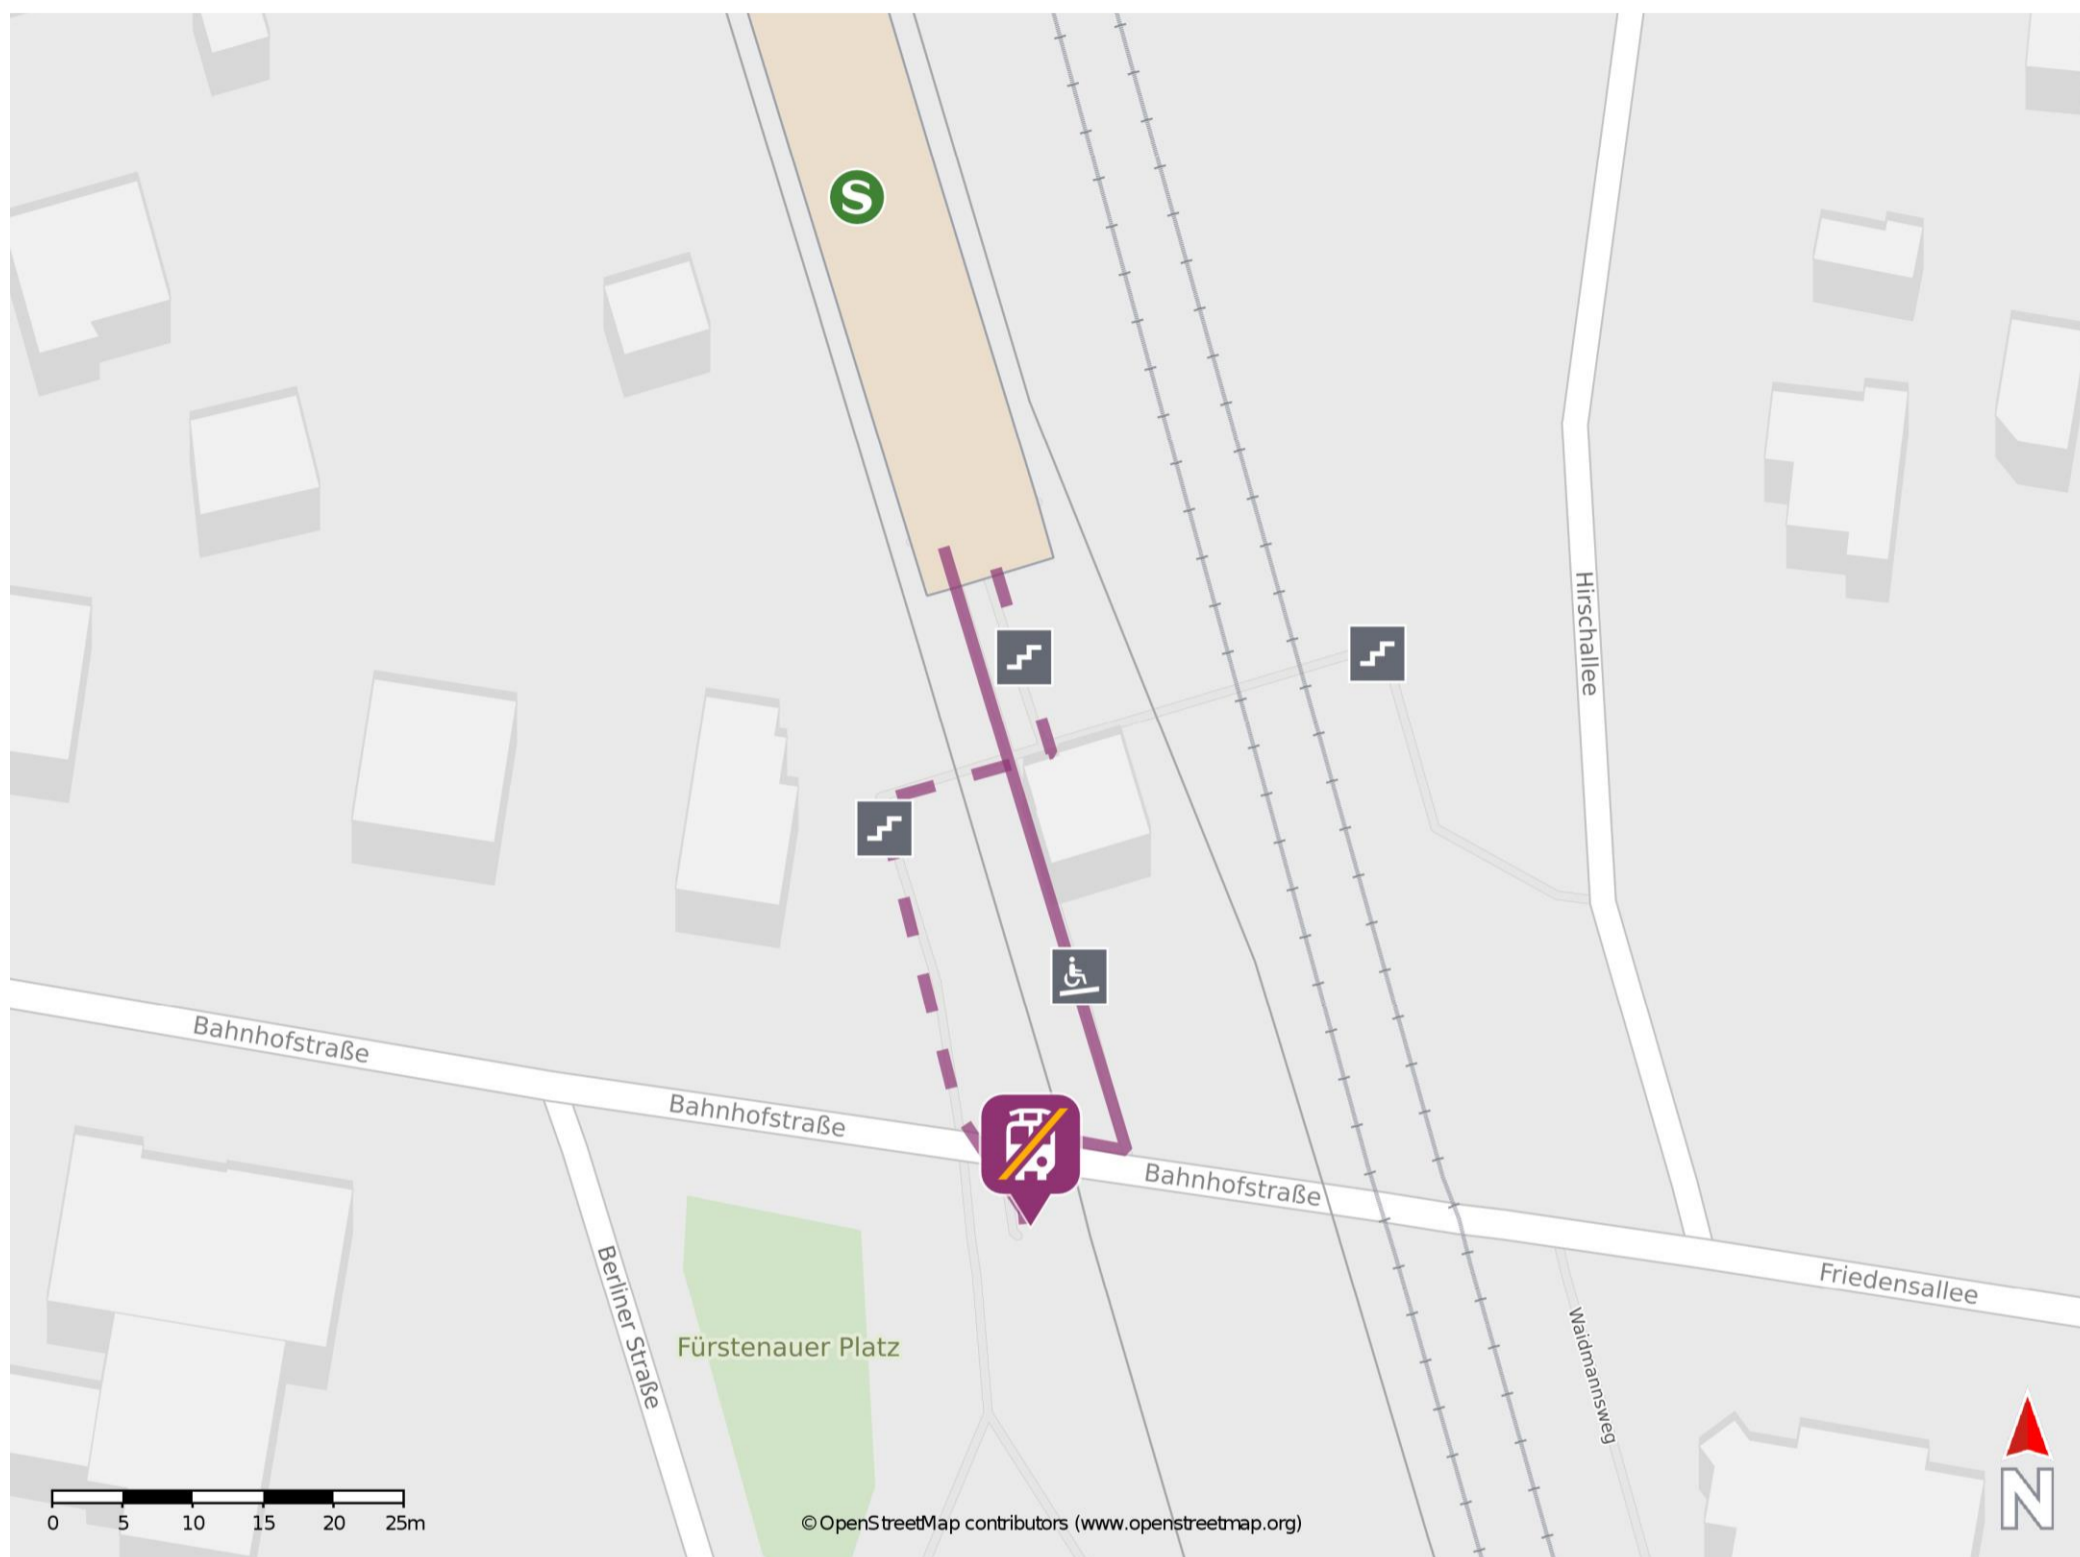 S
Hirschallee
Bahnhofstraße
Bahnhofstraße
Bahnhofstraße
Friedensallee
Berliner Straße
Fürstenauer Platz
Waidmannsweg
0 5 10 15 20 25m
© OpenStreetMap contributors (www.openstreetmap.org)
N